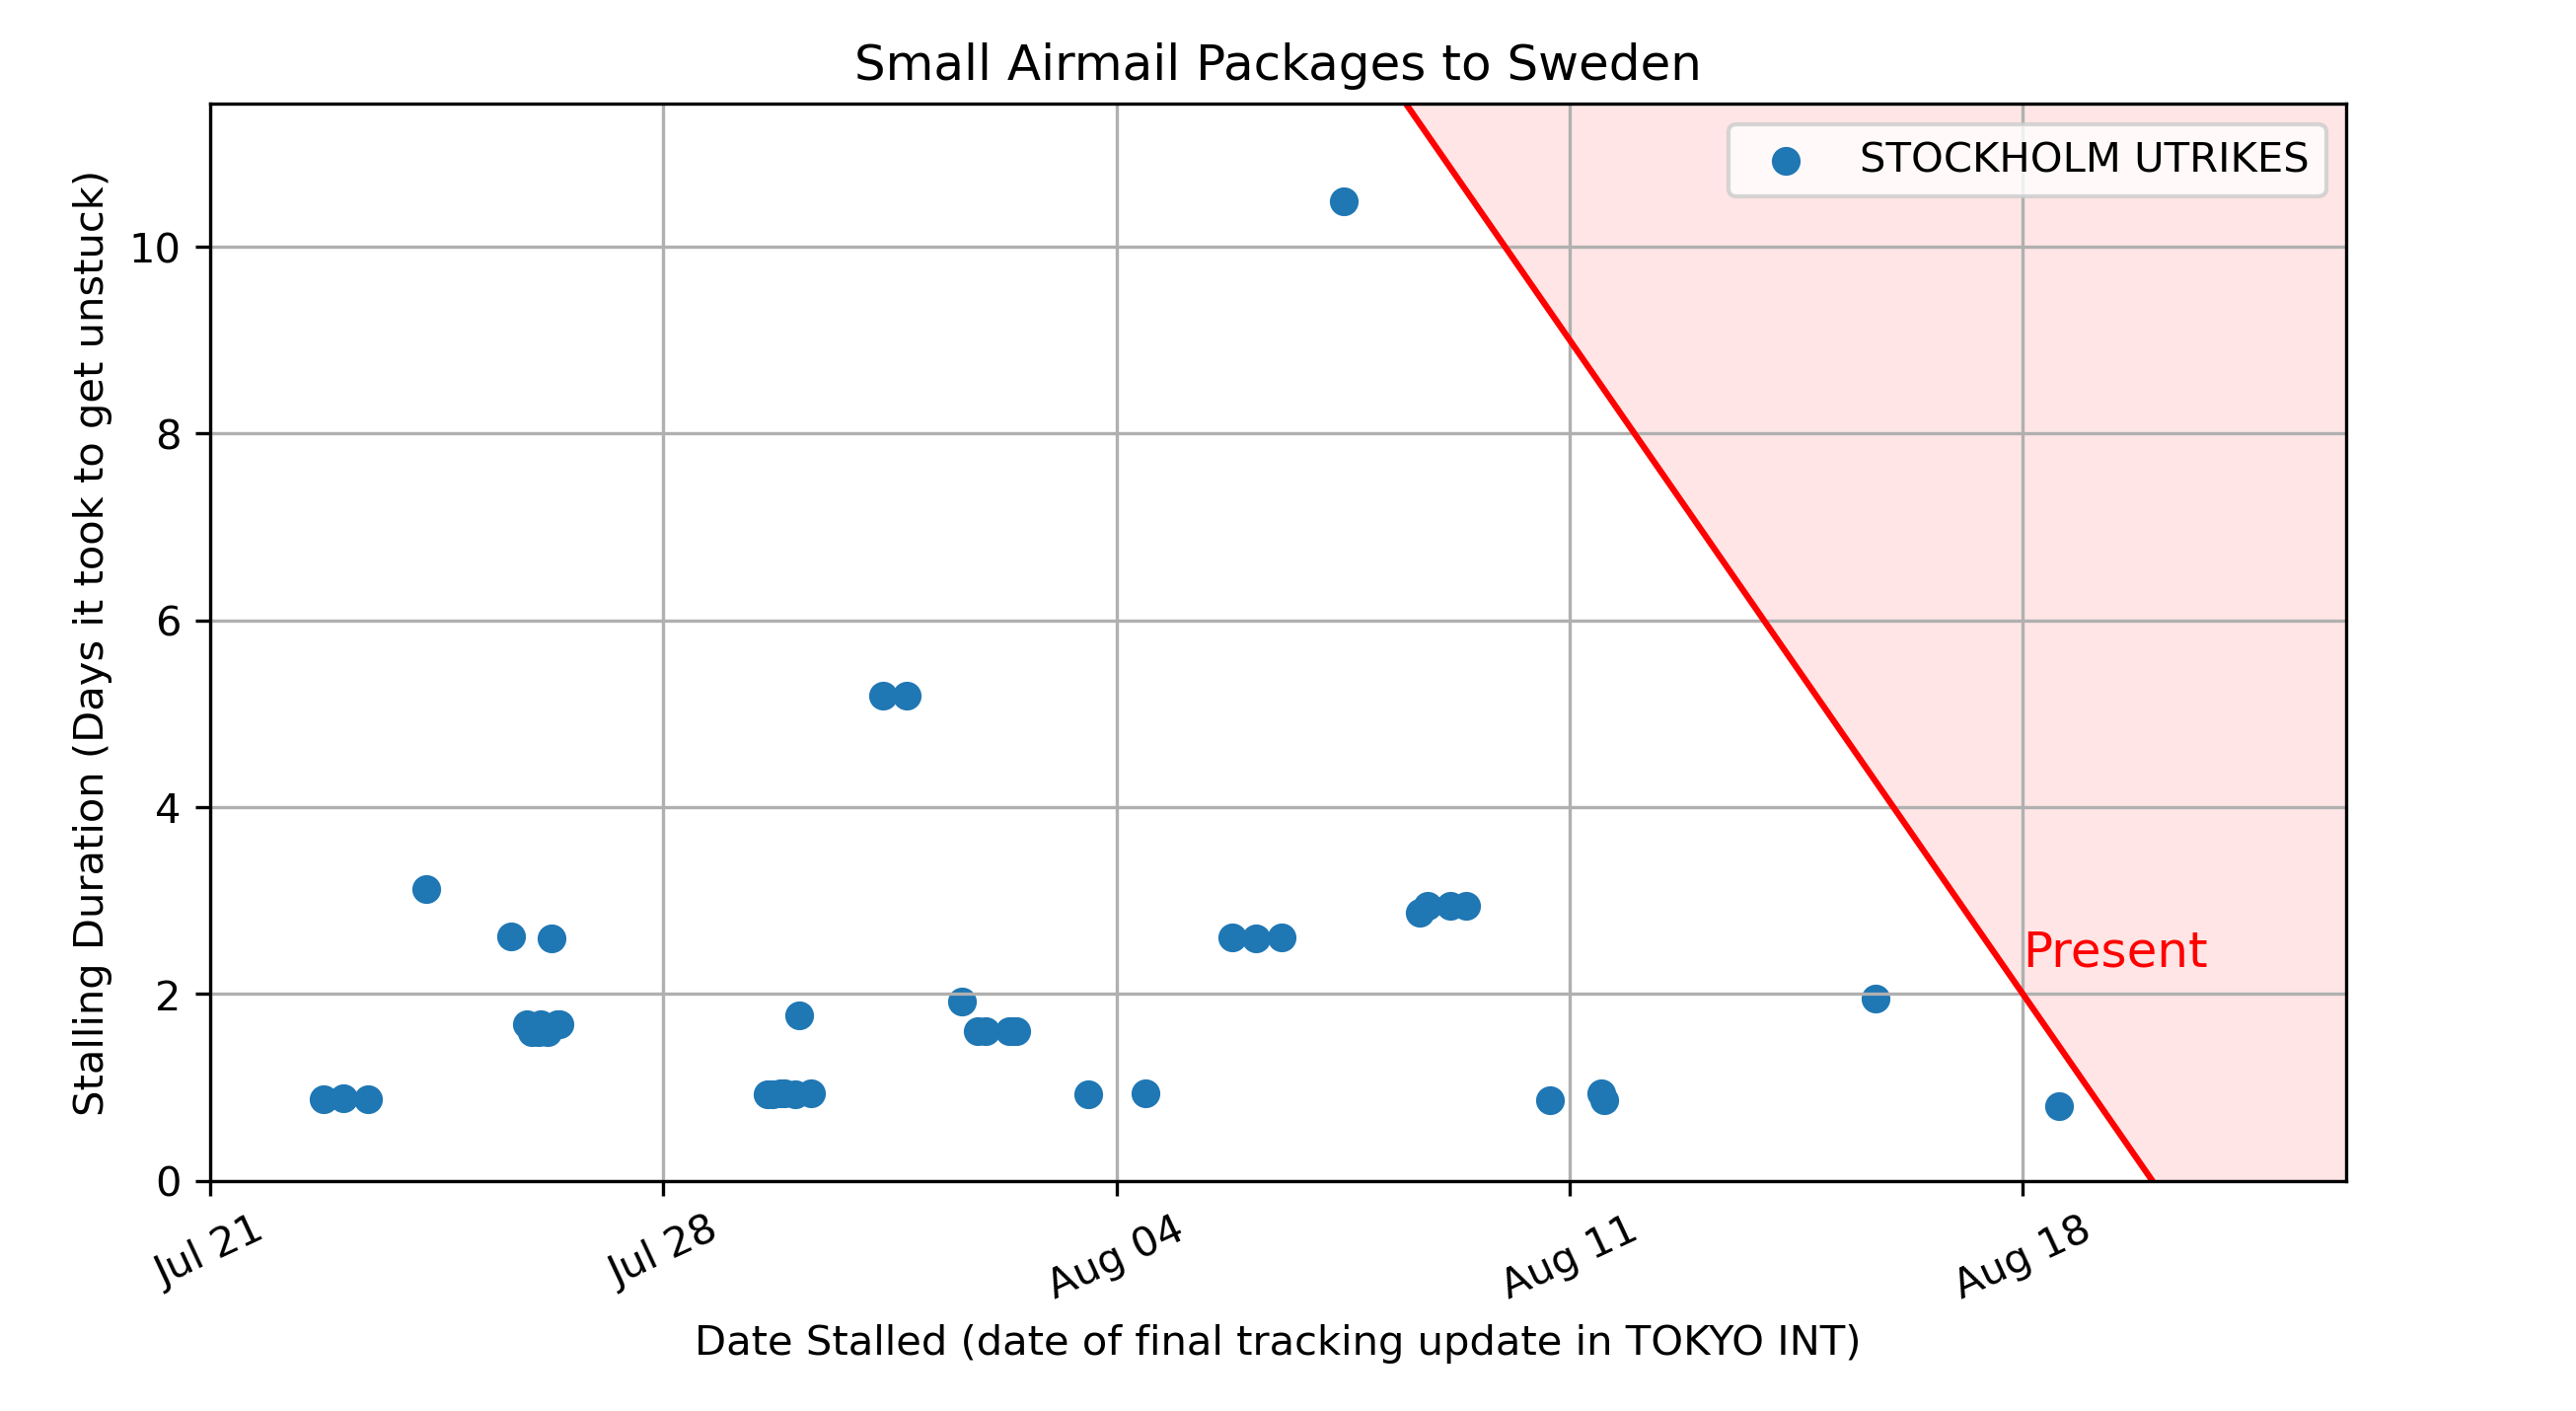 Small Airmail Packages to Sweden
STOCKHOLM UTRIKES
Stalling Duration (Days it took to get unstuck)
10
8
6
4
2
0
Present
Jul 21
Jul 28
Aug 04
Aug 11
Aug 18
Date Stalled (date of final tracking update in TOKYO INT)